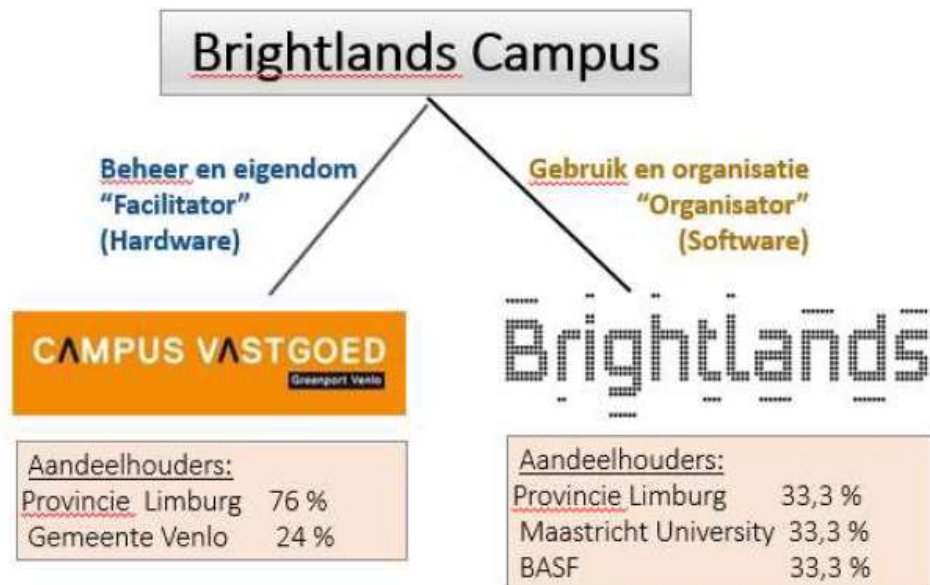 Brightlands Campus
Beheer en eigendom
“Facilitator”
(Hardware)
Gebruik en organisatie
“Organisator”
(Software)
CAMPUS VASTGOED
Greenport Venlo
Brightlands
Aandeelhouders:
Provincie Limburg 76 %
Gemeente Venlo 24 %
Aandeelhouders:
Provincie Limburg 33,3 %
Maastricht University 33,3 %
BASF 33,3 %